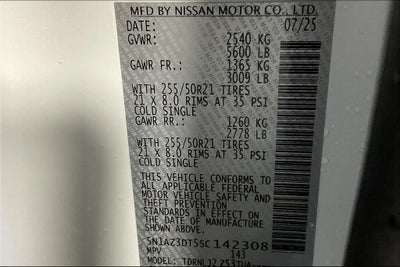 MFD BY NISSAN MOTOR CO., LTD.
DATE: 07/25
GVWR: 2540 KG
5600 LB
GAWR FR.: 1365 KG
3009 LB
WITH 255/50R21 TIRES
21 X 8.0 RIMS AT 35 PSI
COLD SINGLE
GAWR RR.: 1260 KG
2778 LB
WITH 255/50R21 TIRES
21 X 8.0 RIMS AT 35 PSI
COLD SINGLE
THIS VEHICLE CONFORMS TO
ALL APPLICABLE FEDERAL
MOTOR VEHICLE SAFETY AND
THEFT PREVENTION
STANDARDS IN EFFECT ON
THE DATE OF MANUFACTURE
SHOWN ABOVE.
5N1AZ3DT5SC142308
143
MODEL: